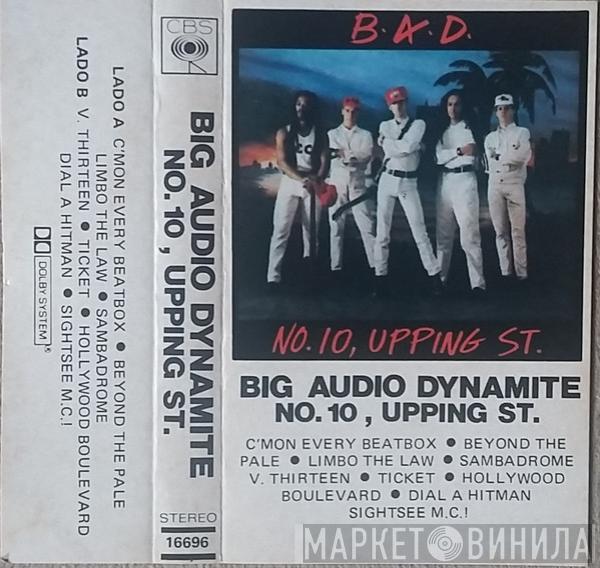 LADO A C'MON EVERY BEATBOX ● BEYOND THE PALE
LIMBO THE LAW ● SAMBADROME
LADO B V. THIRTEEN ● TICKET ● HOLLYWOOD BOULEVARD
DIAL A HITMAN ● SIGHTSEE M.C.!
DOLBY SYSTEM®
CBS
BIG AUDIO DYNAMITE
NO. 10, UPPING ST.
STEREO
16696
B.A.D.
NO. 10, UPPING ST.
BIG AUDIO DYNAMITE
NO. 10, UPPING ST.
C'MON EVERY BEATBOX ● BEYOND THE
PALE ● LIMBO THE LAW ● SAMBADROME
V. THIRTEEN ● TICKET ● HOLLYWOOD
BOULEVARD ● DIAL A HITMAN
SIGHTSEE M.C.!
МАРКЕТ ВИНИЛА